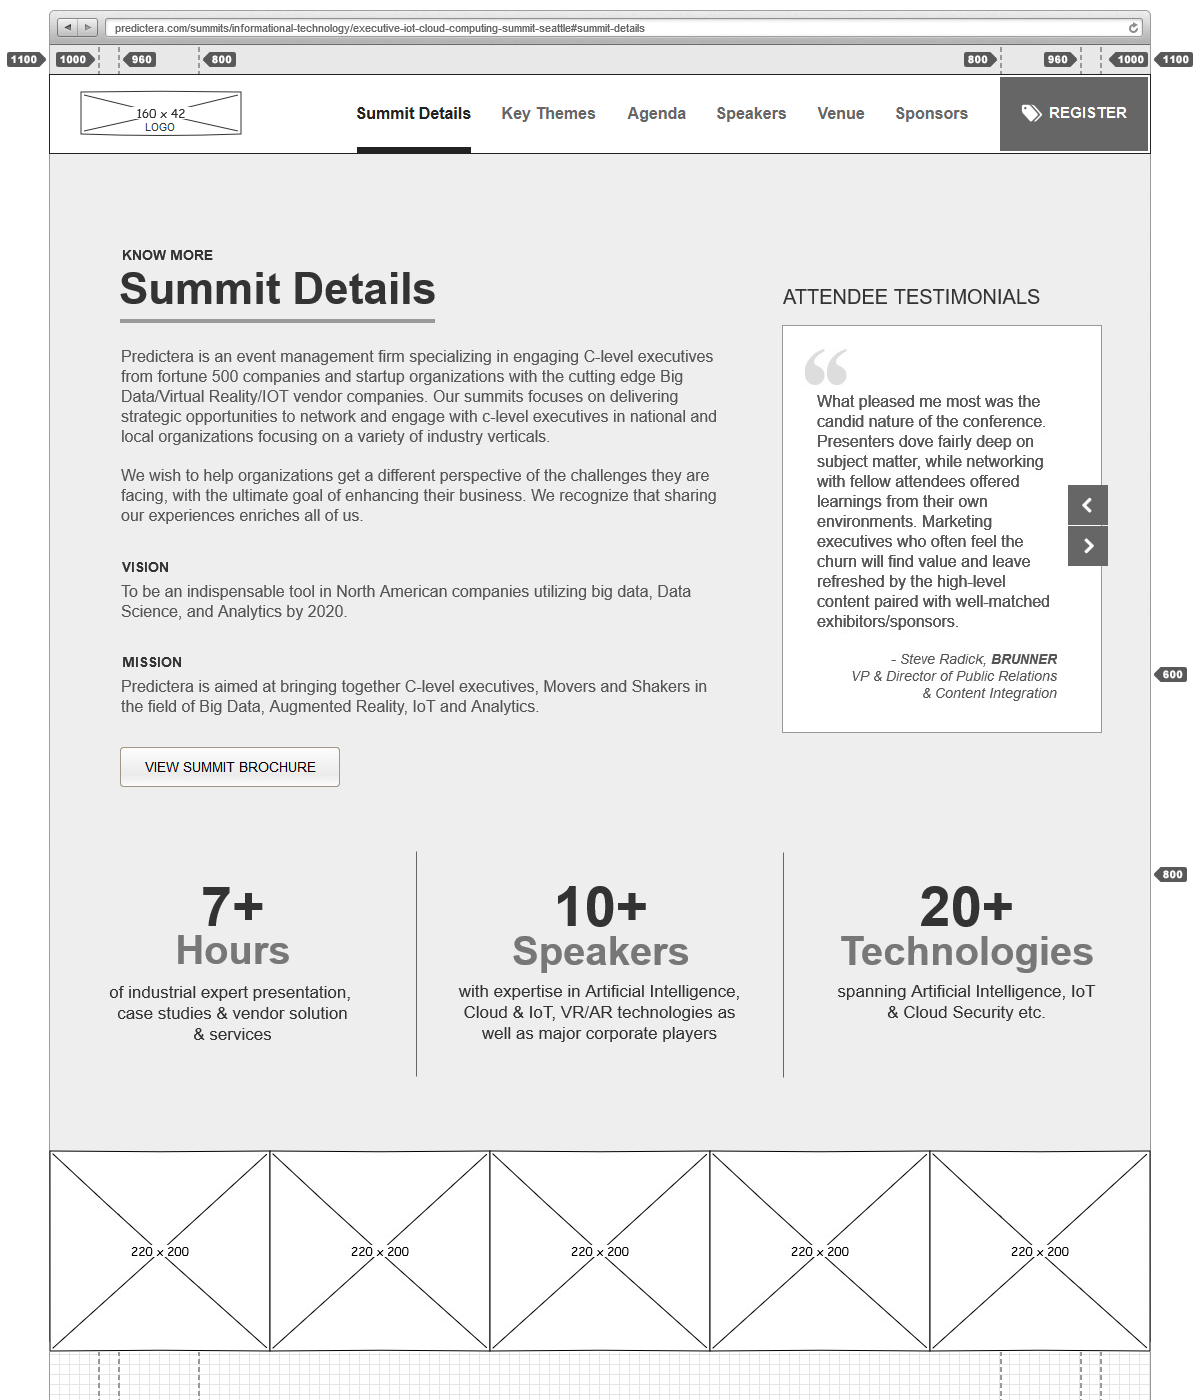 predictera.com/summits/informational-technology/executive-iot-cloud-computing-summit-seattle#summit-details
1100 1000 960 800 800 960 1000 1100
160 x 42
LOGO
Summit Details Key Themes Agenda Speakers Venue Sponsors REGISTER
KNOW MORE
Summit Details
Predictera is an event management firm specializing in engaging C-level executives
from fortune 500 companies and startup organizations with the cutting edge Big
Data/Virtual Reality/IOT vendor companies. Our summits focuses on delivering
strategic opportunities to network and engage with c-level executives in national and
local organizations focusing on a variety of industry verticals.
We wish to help organizations get a different perspective of the challenges they are
facing, with the ultimate goal of enhancing their business. We recognize that sharing
our experiences enriches all of us.
VISION
To be an indispensable tool in North American companies utilizing big data, Data
Science, and Analytics by 2020.
MISSION
Predictera is aimed at bringing together C-level executives, Movers and Shakers in
the field of Big Data, Augmented Reality, IoT and Analytics.
VIEW SUMMIT BROCHURE
ATTENDEE TESTIMONIALS
“
What pleased me most was the
candid nature of the conference.
Presenters dove fairly deep on
subject matter, while networking
with fellow attendees offered
learnings from their own
environments. Marketing
executives who often feel the
churn will find value and leave
refreshed by the high-level
content paired with well-matched
exhibitors/sponsors.
- Steve Radick, BRUNNER
VP & Director of Public Relations
& Content Integration
600
800
7+
Hours
of industrial expert presentation,
case studies & vendor solution
& services
10+
Speakers
with expertise in Artificial Intelligence,
Cloud & IoT, VR/AR technologies as
well as major corporate players
20+
Technologies
spanning Artificial Intelligence, IoT
& Cloud Security etc.
220 x 200 220 x 200 220 x 200 220 x 200 220 x 200